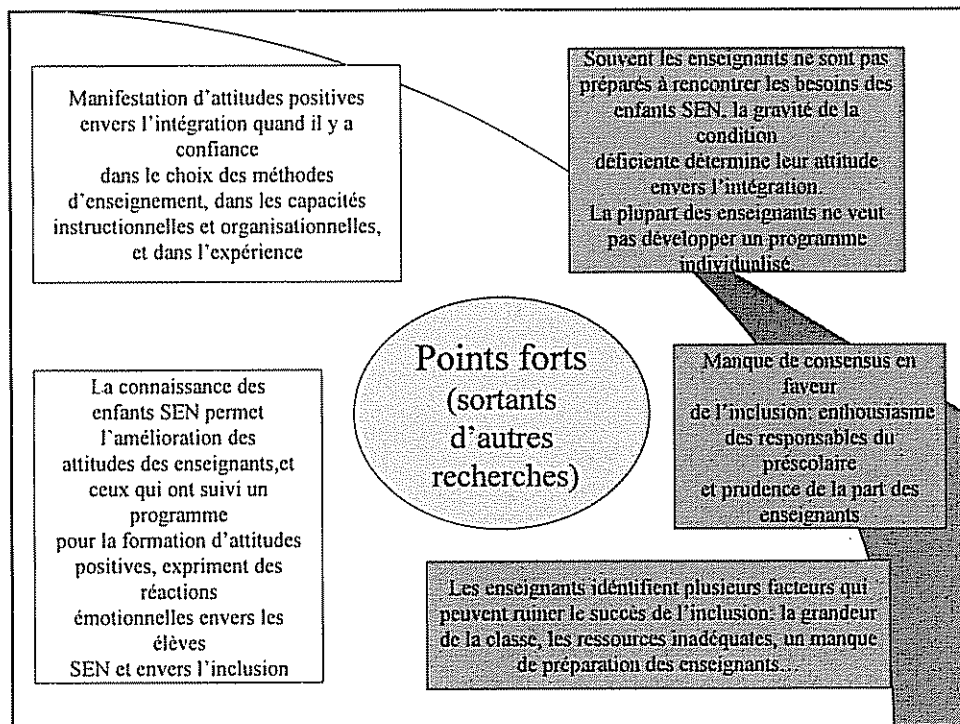 Manifestation d'attitudes positives
envers l'intégration quand il y a
confiance
dans le choix des méthodes
d'enseignement, dans les capacités
instructionnelles et organisationnelles,
et dans l'expérience
Souvent les enseignants ne sont pas
préparés à rencontrer les besoins des
enfants SEN, la gravité de la
condition
déficiente détermine leur attitude
envers l'intégration.
La plupart des enseignants ne veut
pas développer un programme
individualisé.
Points forts
(sortants
d'autres
recherches)
La connaissance des
enfants SEN permet
l'amélioration des
attitudes des enseignants,et
ceux qui ont suivi un
programme
pour la formation d'attitudes
positives, expriment des
réactions
émotionnelles envers les
élèves
SEN et envers l'inclusion
Manque de consensus en
faveur
de l'inclusion: enthousiasme
des responsables du
préscolaire
et prudence de la part des
enseignants
Les enseignants identifient plusieurs facteurs qui
peuvent ruiner le succès de l'inclusion: la grandeur
de la classe, les ressources inadéquates, un manque
de préparation des enseignants...